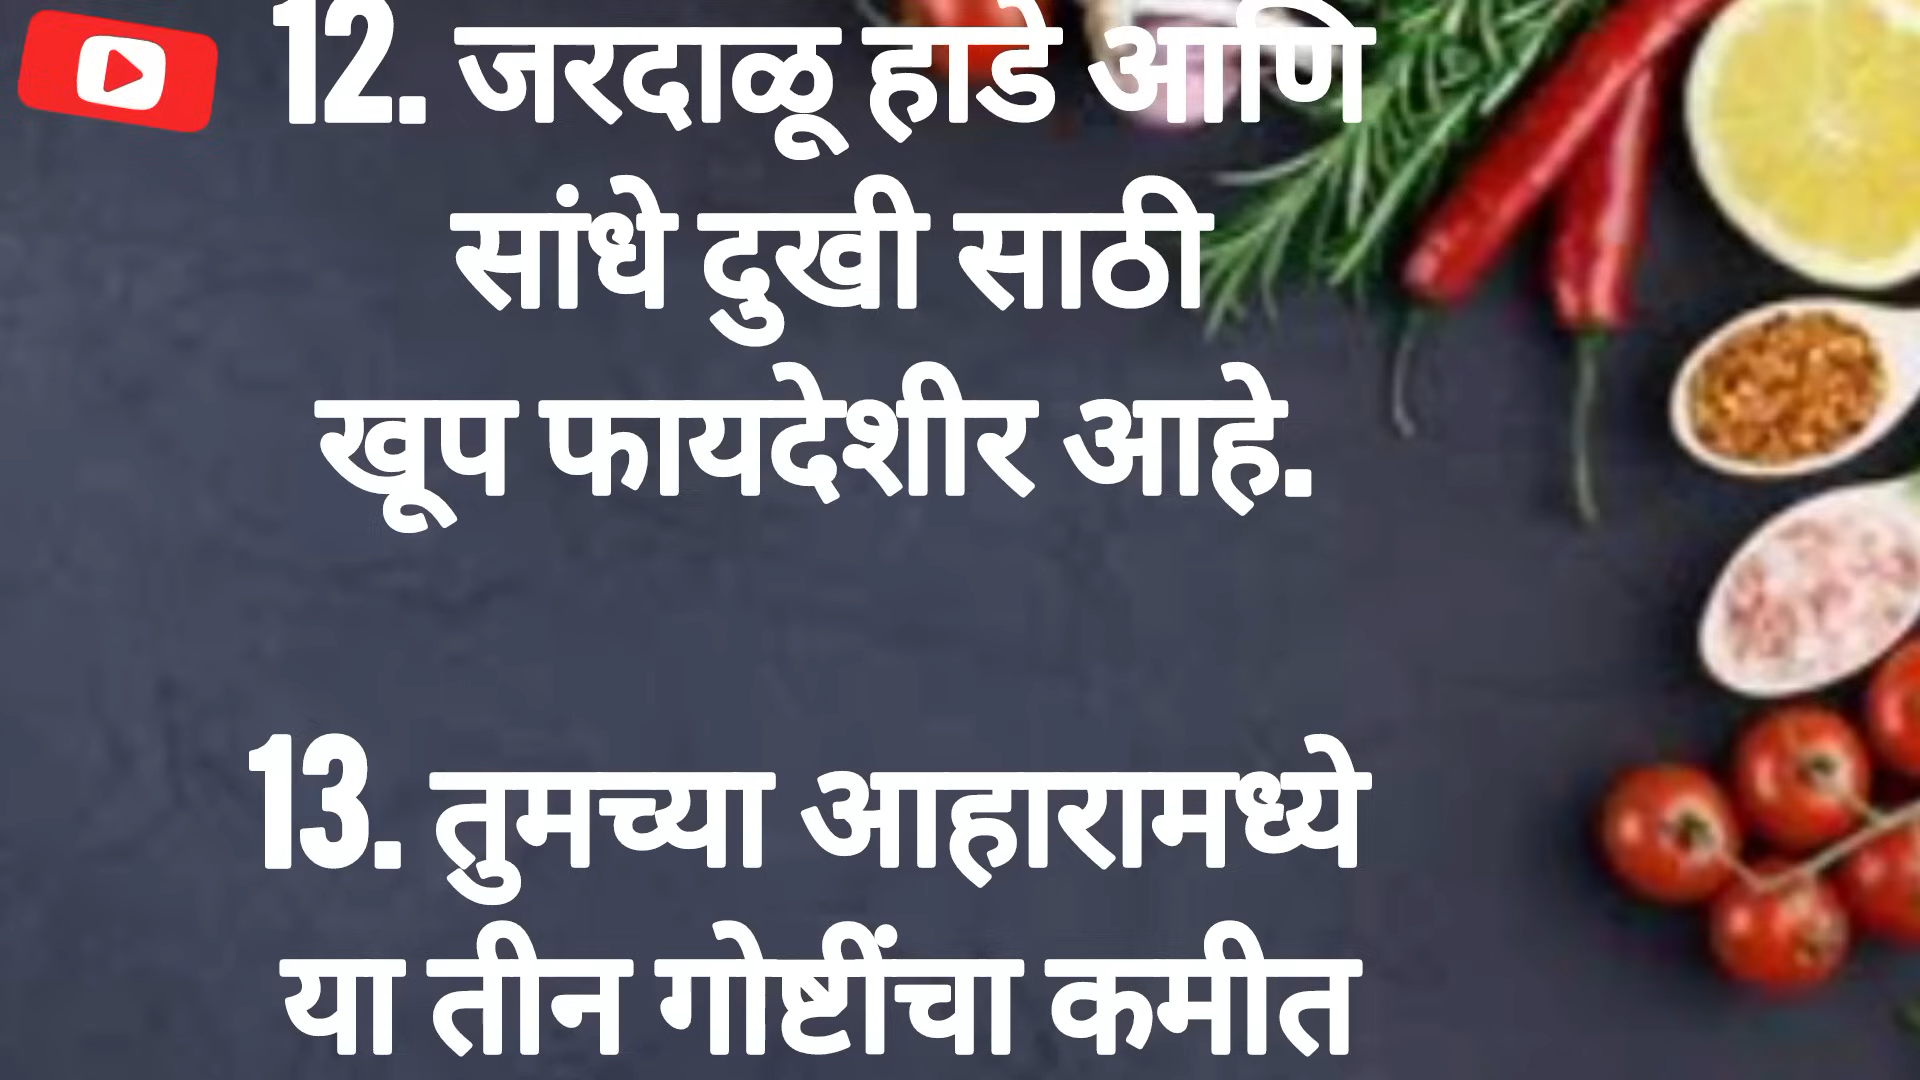 12. जरदाळू हाडे आणि
सांधे दुखी साठी
खूप फायदेशीर आहे.
13. तुमच्या आहारामध्ये
या तीन गोष्टींचा कमीत